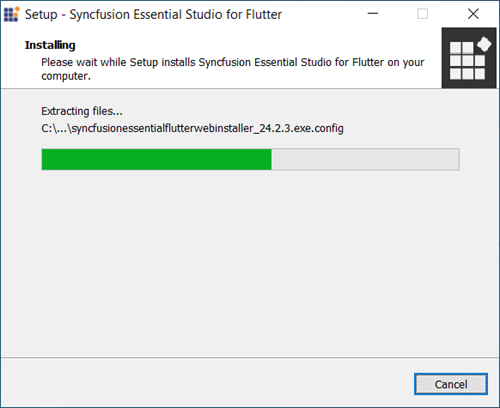 Setup - Syncfusion Essential Studio for Flutter
Installing
Please wait while Setup installs Syncfusion Essential Studio for Flutter on your
computer.
Extracting files...
C:\...\syncfusionessentialflutterwebinstaller_24.2.3.exe.config
Cancel